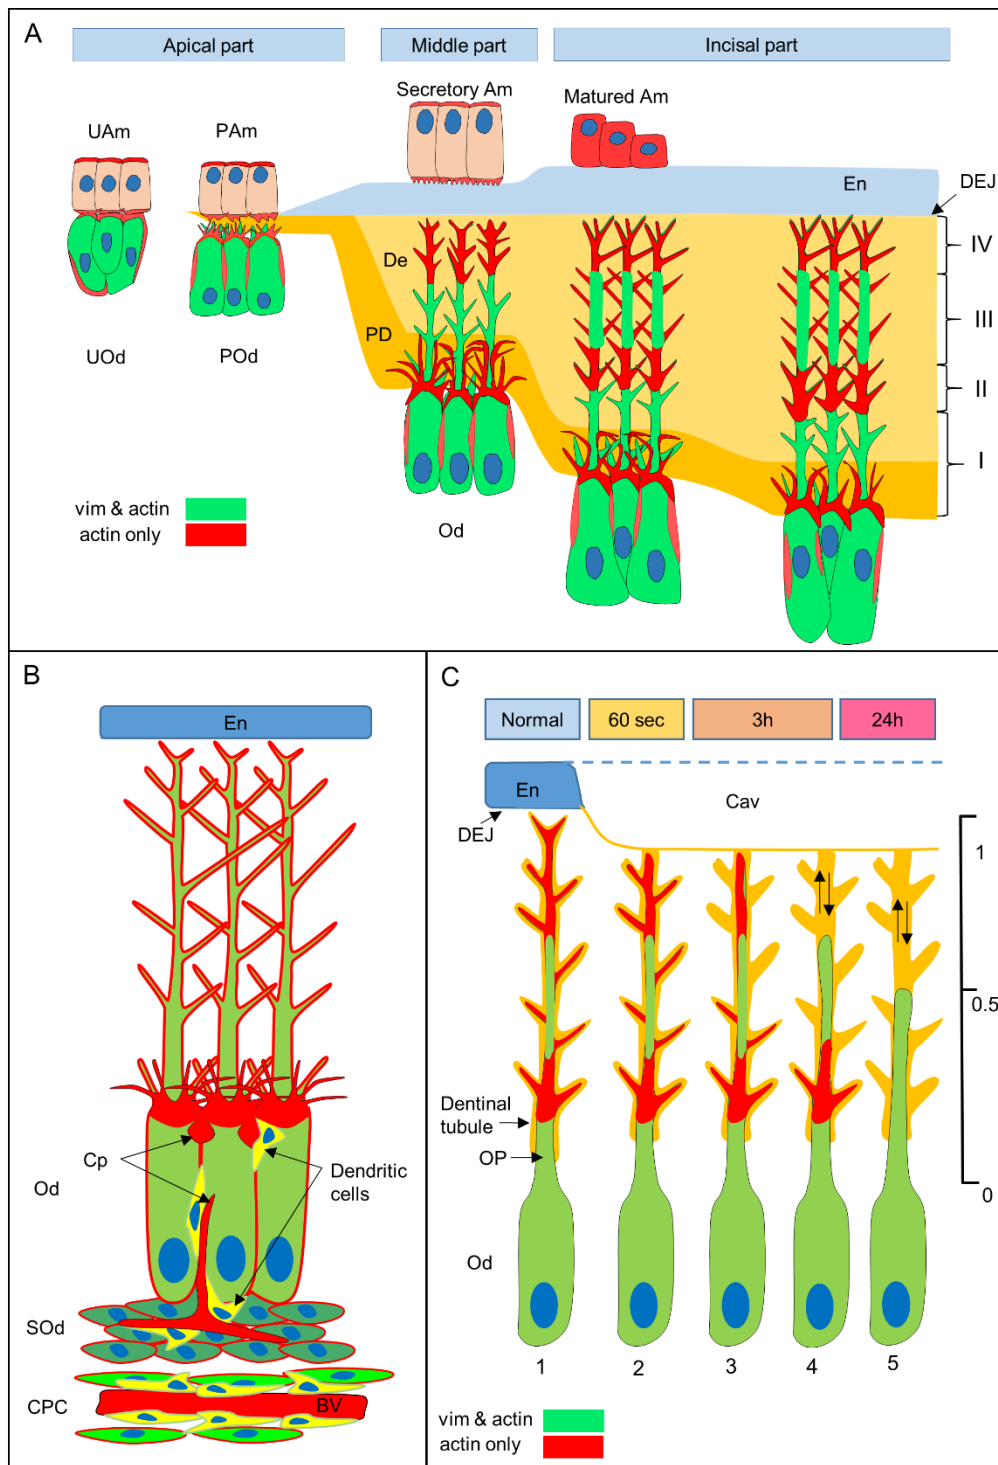 A
Apical part
Middle part
Incisal part
Secretory Am
Matured Am
UAm
PAm
En
DEJ
De
IV
III
PD
II
UOd
POd
I
vim & actin
actin only
Od
B
En
Cp
Od
Dendritic
cells
SOd
CPC
BV
C
Normal
60 sec
3h
24h
En
Cav
DEJ
1
0.5
Dentinal
tubule
OP
0
Od
1
2
3
4
5
vim & actin
actin only